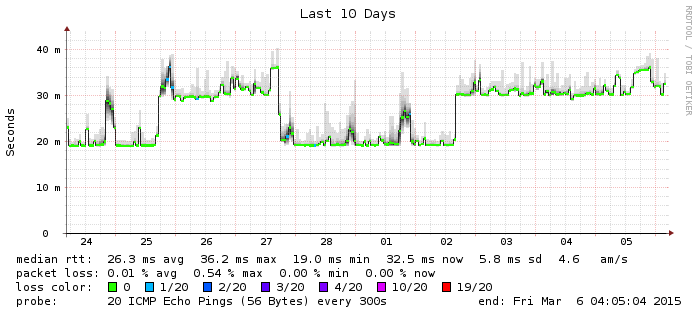 Last 10 Days
RRDTOOL / TOBI OETIKER
Seconds
40 m
30 m
20 m
10 m
0
24 25 26 27 28 01 02 03 04 05
median rtt: 26.3 ms avg 36.2 ms max 19.0 ms min 32.5 ms now 5.8 ms sd 4.6 am/s
packet loss: 0.01 % avg 0.54 % max 0.00 % min 0.00 % now
loss color: 0 1/20 2/20 3/20 4/20 10/20 19/20
probe: 20 ICMP Echo Pings (56 Bytes) every 300s end: Fri Mar 6 04:05:04 2015